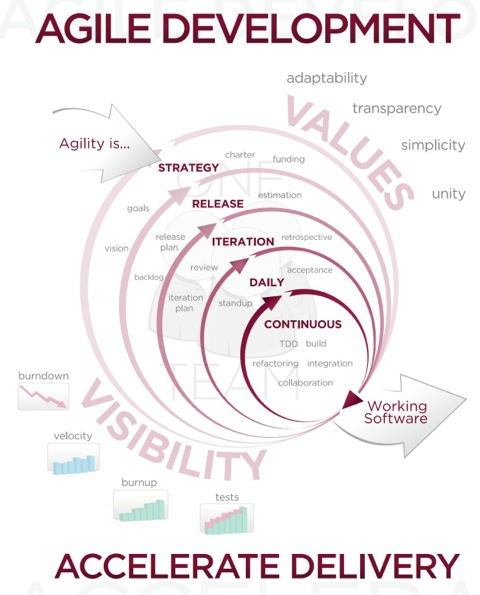 AGILE DEVELOPMENT
adaptability
VALUES
transparency
Agility is...
simplicity
charter
funding
STRATEGY
ONE
unity
estimation
RELEASE
goals
release
plan
ITERATION
retrospective
vision
review
acceptance
backlog
DAILY
iteration
plan
standup
CONTINUOUS
TDD build
refactoring integration
TEAM
collaboration
burndown
Working
Software
VISIBILITY
velocity
burnup
tests
ACCELERATE DELIVERY